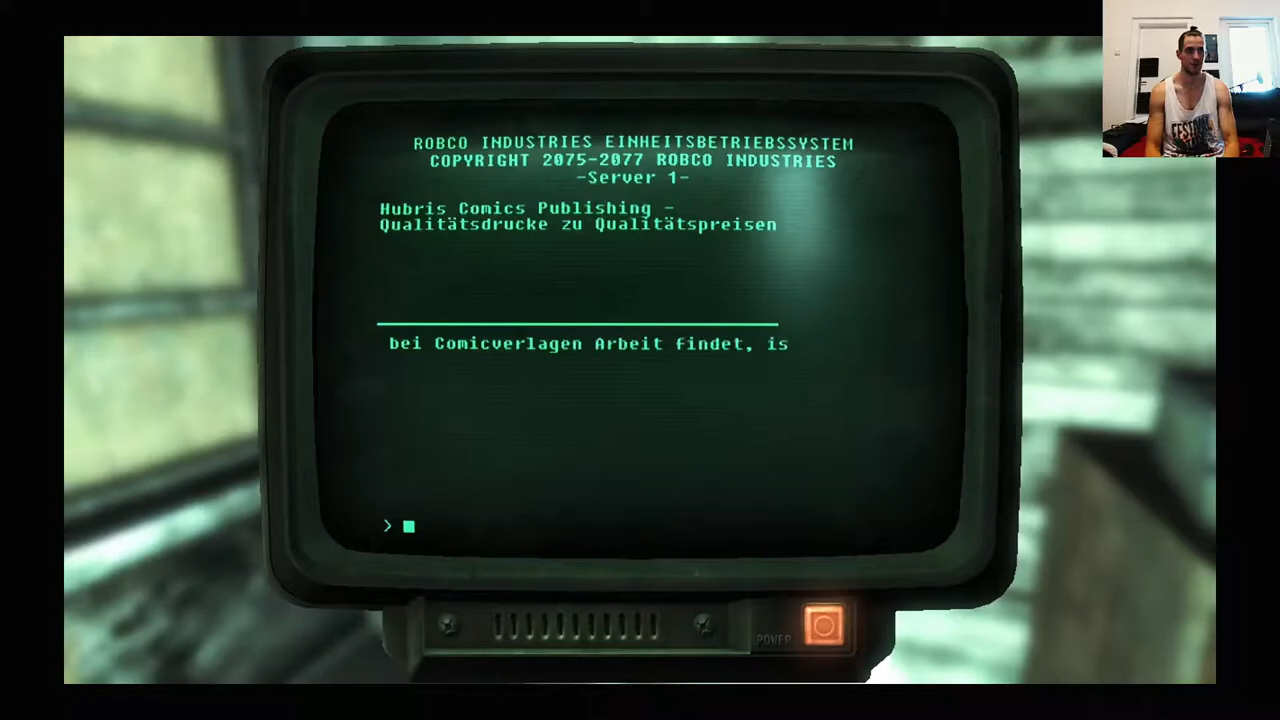 ROBCO INDUSTRIES EINHEITSBETRIEBSSYSTEM
COPYRIGHT 2075-2077 ROBCO INDUSTRIES
-Server 1-
Hubris Comics Publishing -
Qualitätsdrucke zu Qualitätspreisen
bei Comicverlagen Arbeit findet, is
>
POWER